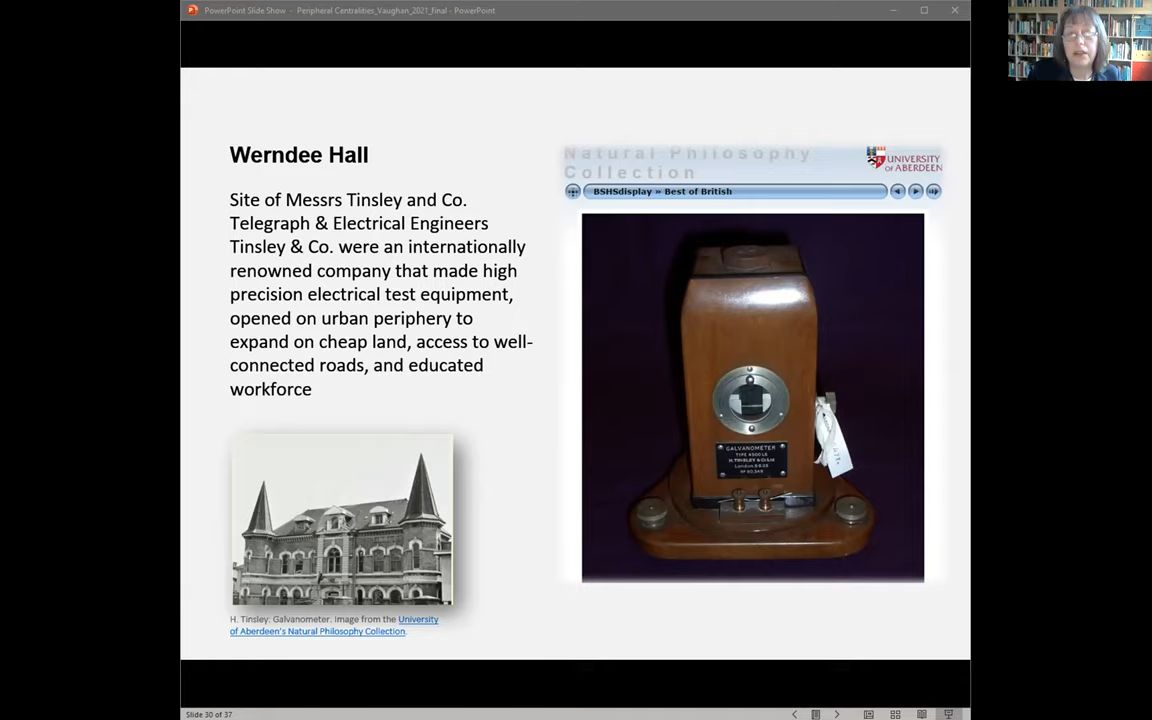 PowerPoint Slide Show - Peripheral Centralities_Vaughan_2021_final - PowerPoint
Werndee Hall
Site of Messrs Tinsley and Co.
Telegraph & Electrical Engineers
Tinsley & Co. were an internationally
renowned company that made high
precision electrical test equipment,
opened on urban periphery to
expand on cheap land, access to well-
connected roads, and educated
workforce
H. Tinsley: Galvanometer. Image from the University
of Aberdeen's Natural Philosophy Collection.
Natural Philosophy
Collection
UNIVERSITY
OF ABERDEEN
BSHSdisplay » Best of British
GALVANOMETER
TYPE 4500 LS
H. TINSLEY & Co LTD
London S.E.25
Slide 30 of 37